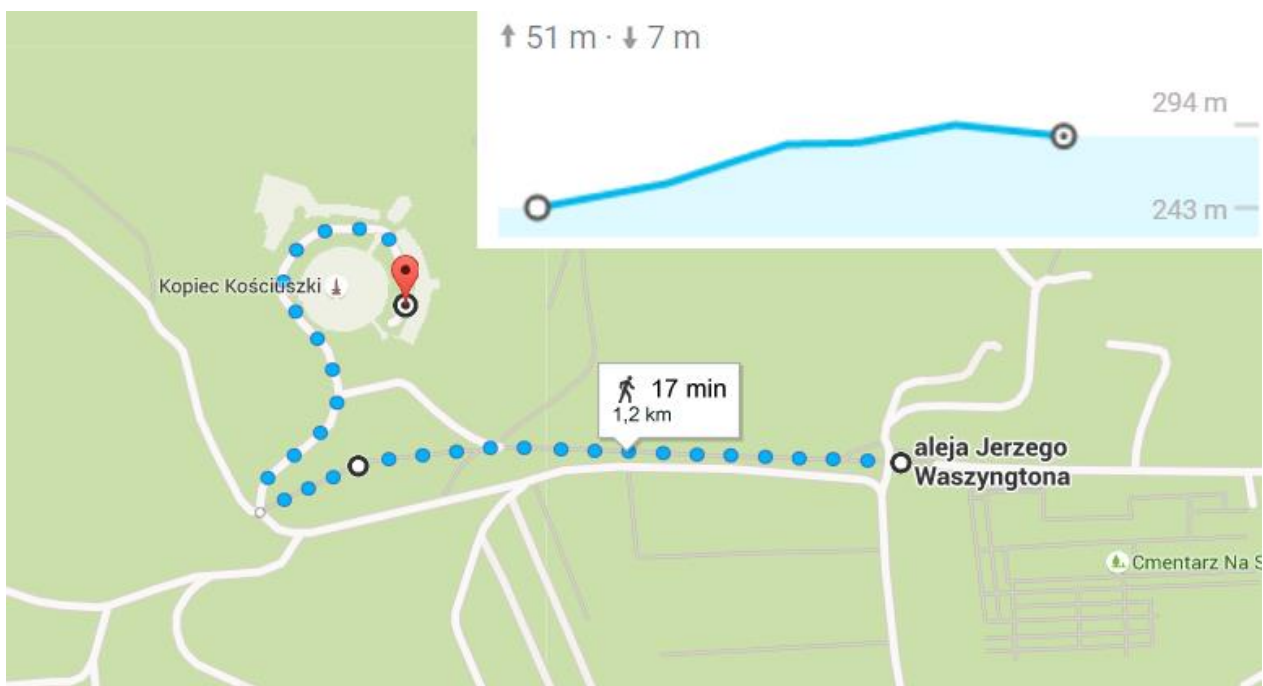 ↑ 51 m · ↓ 7 m
294 m
243 m
Kopiec Kościuszki
17 min
1,2 km
aleja Jerzego
Waszyngtona
Cmentarz Na S